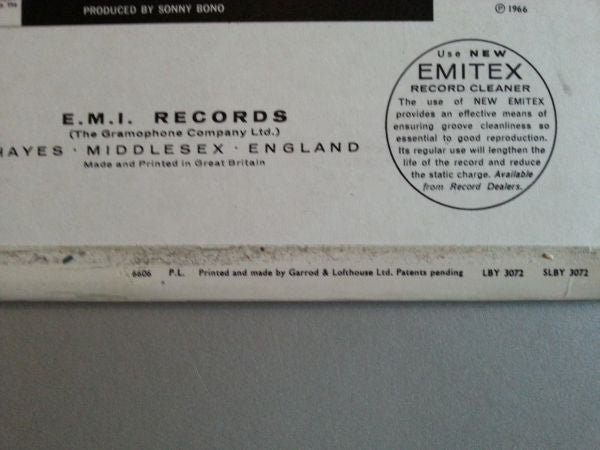 PRODUCED BY SONNY BONO
℗ 1966
E.M.I. RECORDS
(The Gramophone Company Ltd.)
HAYES · MIDDLESEX · ENGLAND
Made and Printed in Great Britain
Use NEW
EMITEX
RECORD CLEANER
The use of NEW EMITEX
provides an effective means of
ensuring groove cleanliness so
essential to good reproduction.
Its regular use will lengthen the
life of the record and reduce
the static charge. Available
from Record Dealers.
6606 P.L. Printed and made by Garrod & Lofthouse Ltd. Patents pending LBY 3072 SLBY 3072